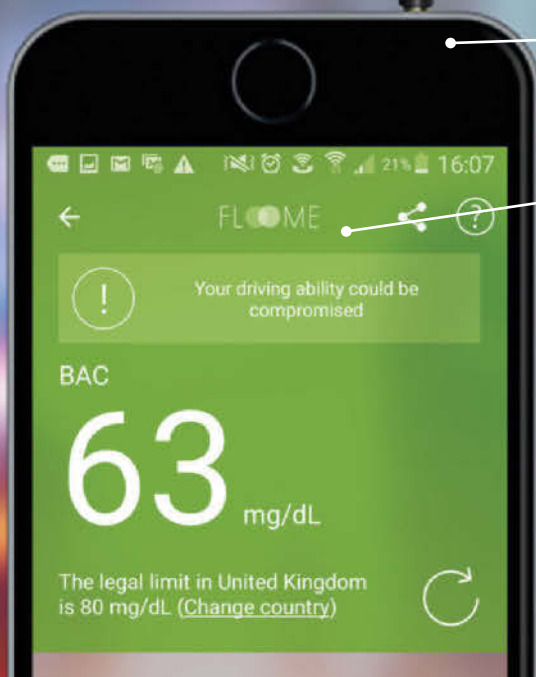 21% 16:07
FLOOME
!
Your driving ability could be
compromised
BAC
63 mg/dL
The legal limit in United Kingdom
is 80 mg/dL (Change country)
?